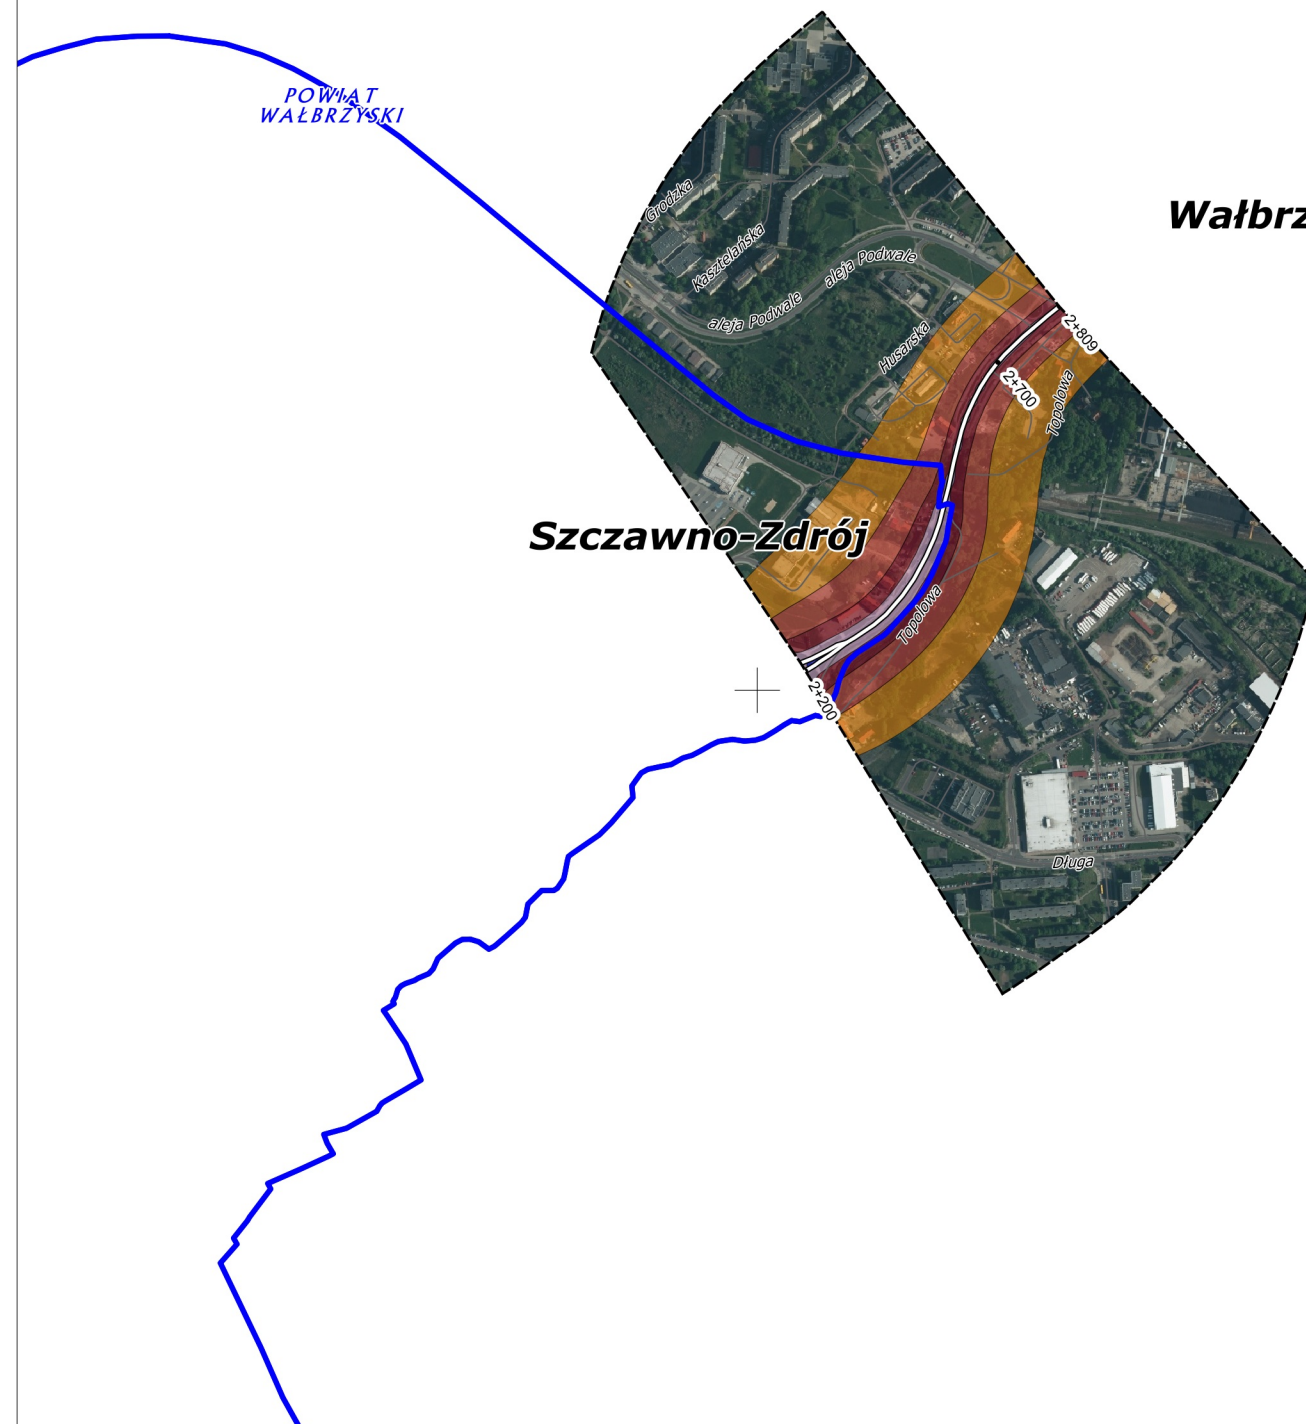 POWIAT
WAŁBRZYSKI
Wałbrz
Grodzka
Kasztelańska
aleja Podwale
aleja Podwale
Husarska
2+809
2+700
Topolowa
Szczawno-Zdrój
Topolowa
2+200
Długa